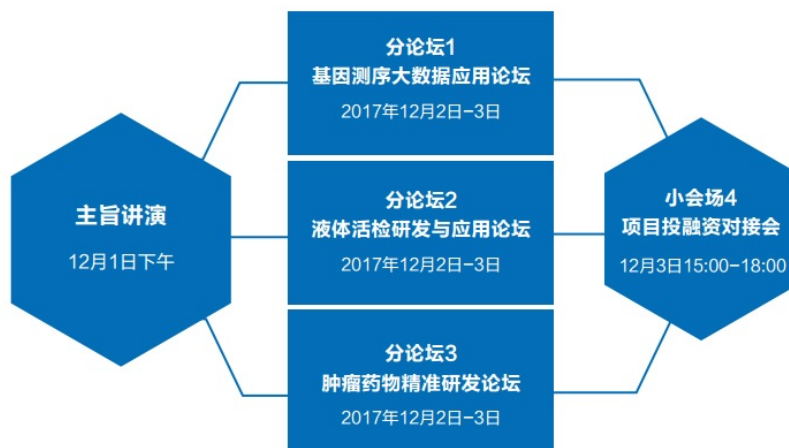 主旨讲演
12月1日下午
分论坛1
基因测序大数据应用论坛
2017年12月2日-3日
分论坛2
液体活检研发与应用论坛
2017年12月2日-3日
分论坛3
肿瘤药物精准研发论坛
2017年12月2日-3日
小会场4
项目投融资对接会
12月3日15:00-18:00